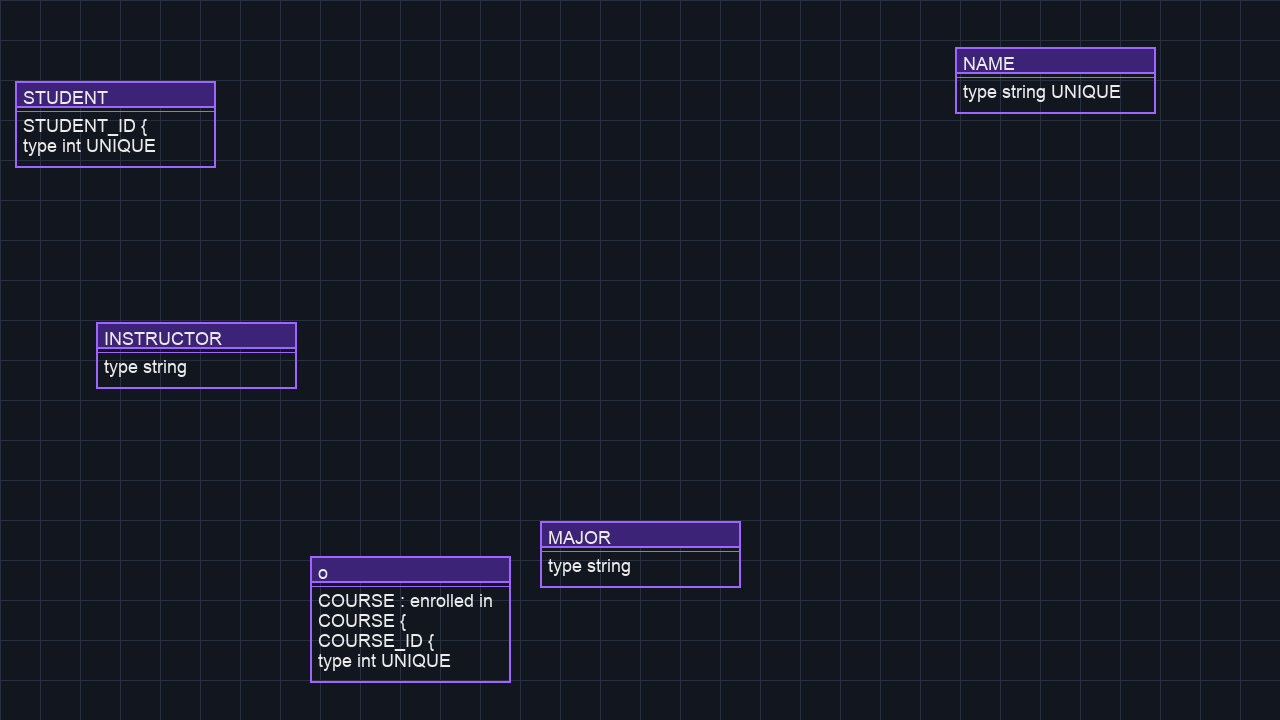 NAME
type string UNIQUE
STUDENT
STUDENT_ID {
type int UNIQUE
INSTRUCTOR
type string
MAJOR
type string
o
COURSE : enrolled in
COURSE {
COURSE_ID {
type int UNIQUE